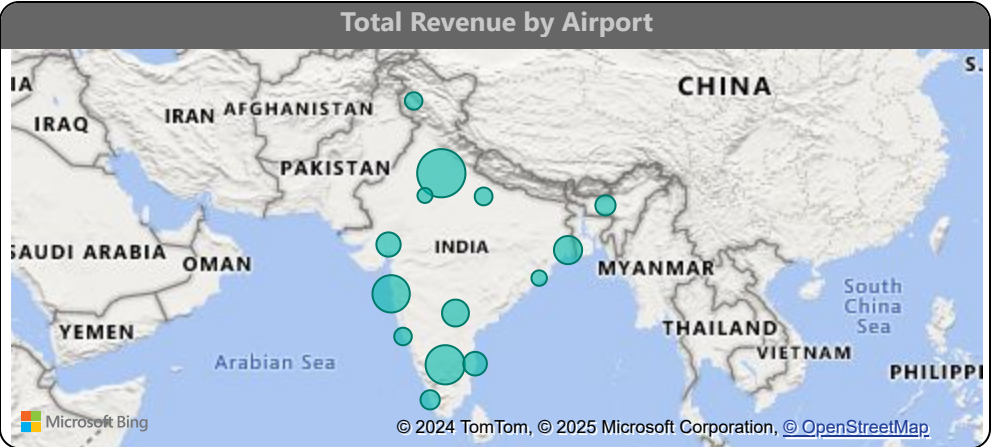 Total Revenue by Airport
S.
IA
CHINA
IRAN
AFGHANISTAN
IRAQ
PAKISTAN
SAUDI ARABIA
OMAN
INDIA
MYANMAR
South
China
Sea
YEMEN
THAILAND
VIETNAM
Arabian Sea
PHILIPPI
Microsoft Bing
© 2024 TomTom, © 2025 Microsoft Corporation, © OpenStreetMap